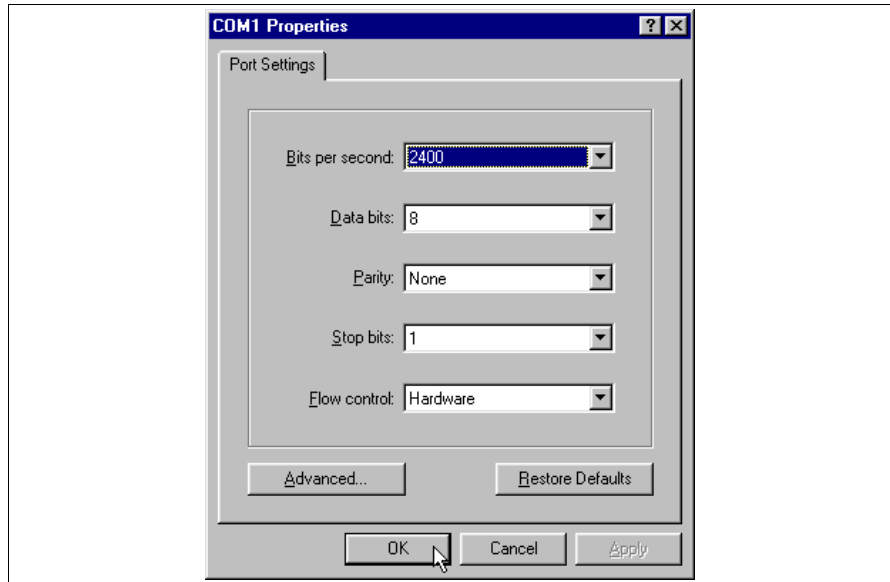 COM1 Properties
Port Settings
Bits per second: 2400
Data bits: 8
Parity: None
Stop bits: 1
Flow control: Hardware
Advanced... Restore Defaults
OK Cancel Apply